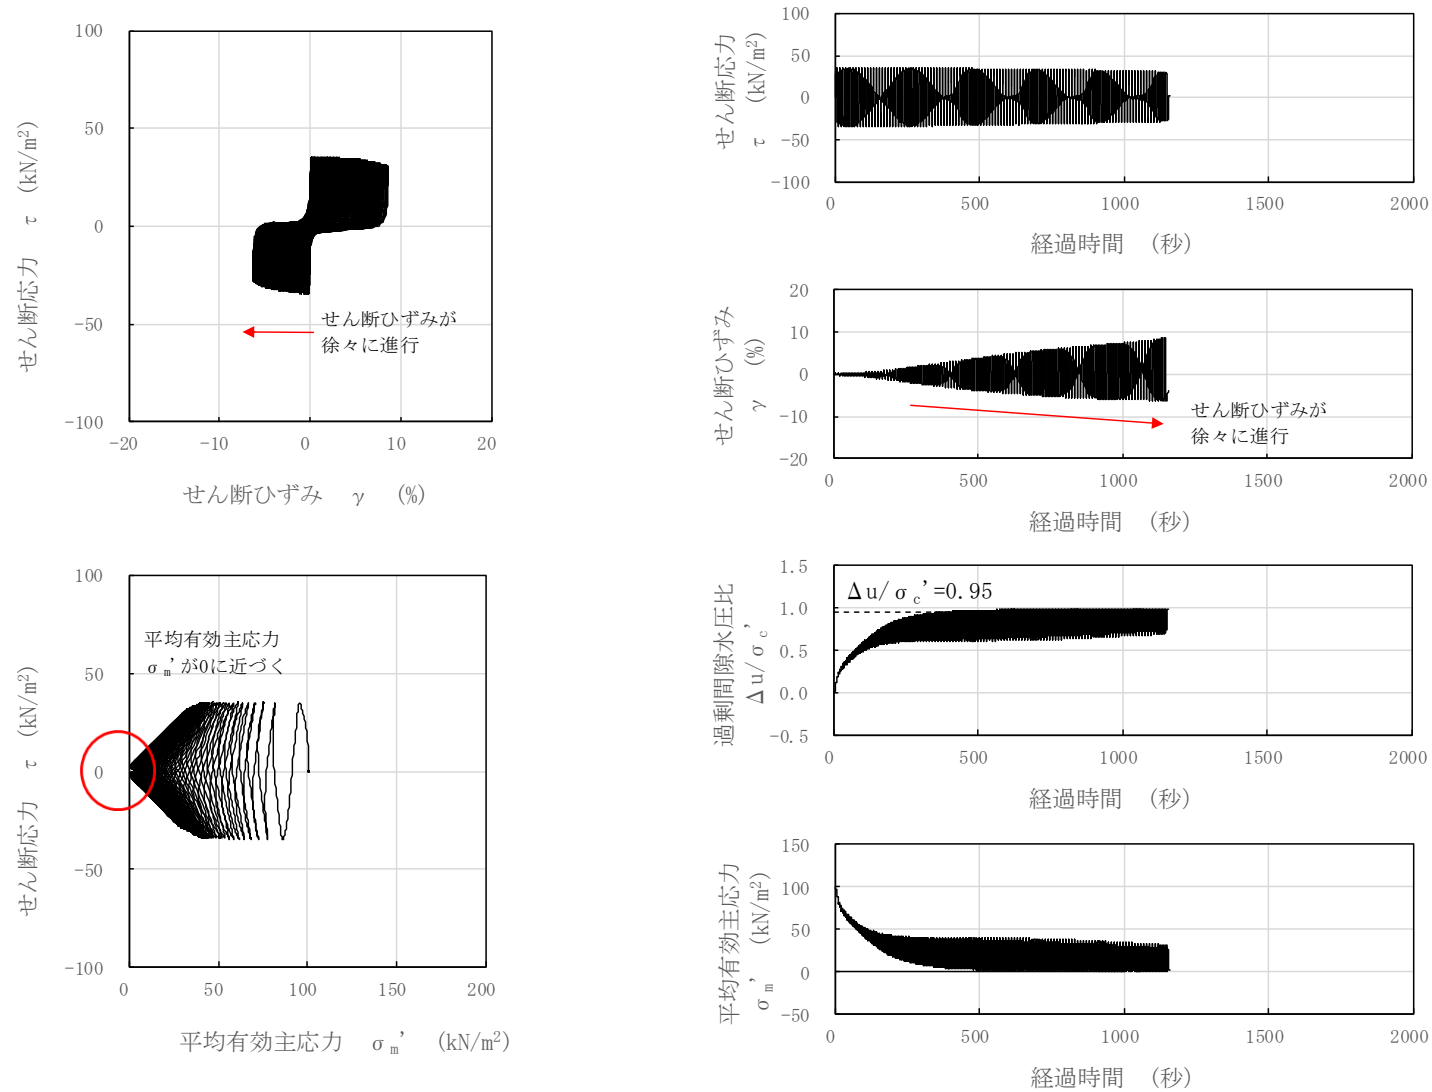 100
50
0
-50
-100
-20
-10
0
10
20
せん断応力 τ (kN/m²)
せん断ひずみ γ (%)
せん断ひずみが
徐々に進行
100
50
0
-50
-100
0
50
100
150
200
せん断応力 τ (kN/m²)
平均有効主応力 σm' (kN/m²)
平均有効主応力
σm'が0に近づく
100
50
0
-50
-100
0
500
1000
1500
2000
せん断応力
τ (kN/m²)
経過時間 (秒)
20
10
0
-10
-20
0
500
1000
1500
2000
せん断ひずみ
γ (%)
経過時間 (秒)
せん断ひずみが
徐々に進行
1.5
1.0
0.5
0.0
-0.5
0
500
1000
1500
2000
過剰間隙水圧比
Δu/σc'
経過時間 (秒)
Δu/σc'=0.95
150
100
50
0
-50
0
500
1000
1500
2000
平均有効主応力
σm' (kN/m²)
経過時間 (秒)